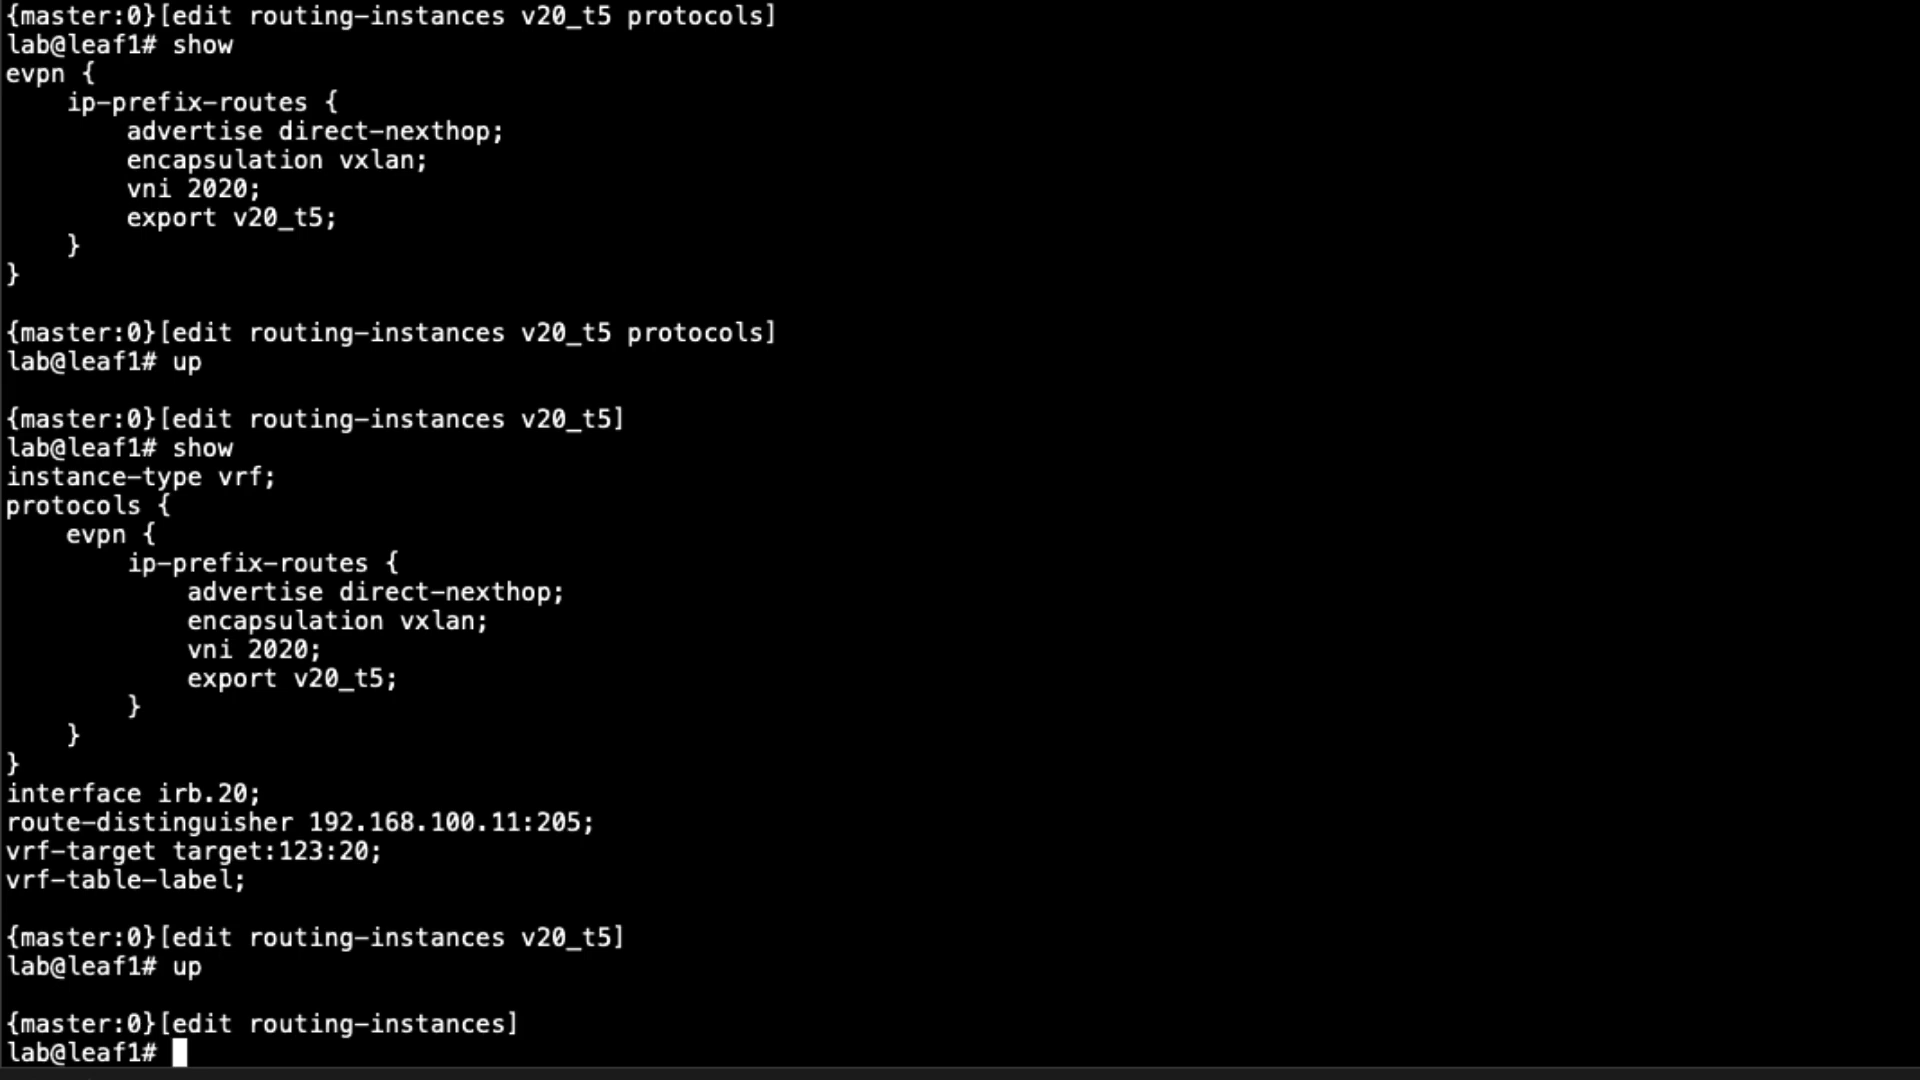 {master:0}[edit routing-instances v20_t5 protocols]
lab@leaf1# show
evpn {
    ip-prefix-routes {
        advertise direct-nexthop;
        encapsulation vxlan;
        vni 2020;
        export v20_t5;
    }
}

{master:0}[edit routing-instances v20_t5 protocols]
lab@leaf1# up

{master:0}[edit routing-instances v20_t5]
lab@leaf1# show
instance-type vrf;
protocols {
    evpn {
        ip-prefix-routes {
            advertise direct-nexthop;
            encapsulation vxlan;
            vni 2020;
            export v20_t5;
        }
    }
}
interface irb.20;
route-distinguisher 192.168.100.11:205;
vrf-target target:123:20;
vrf-table-label;

{master:0}[edit routing-instances v20_t5]
lab@leaf1# up

{master:0}[edit routing-instances]
lab@leaf1#